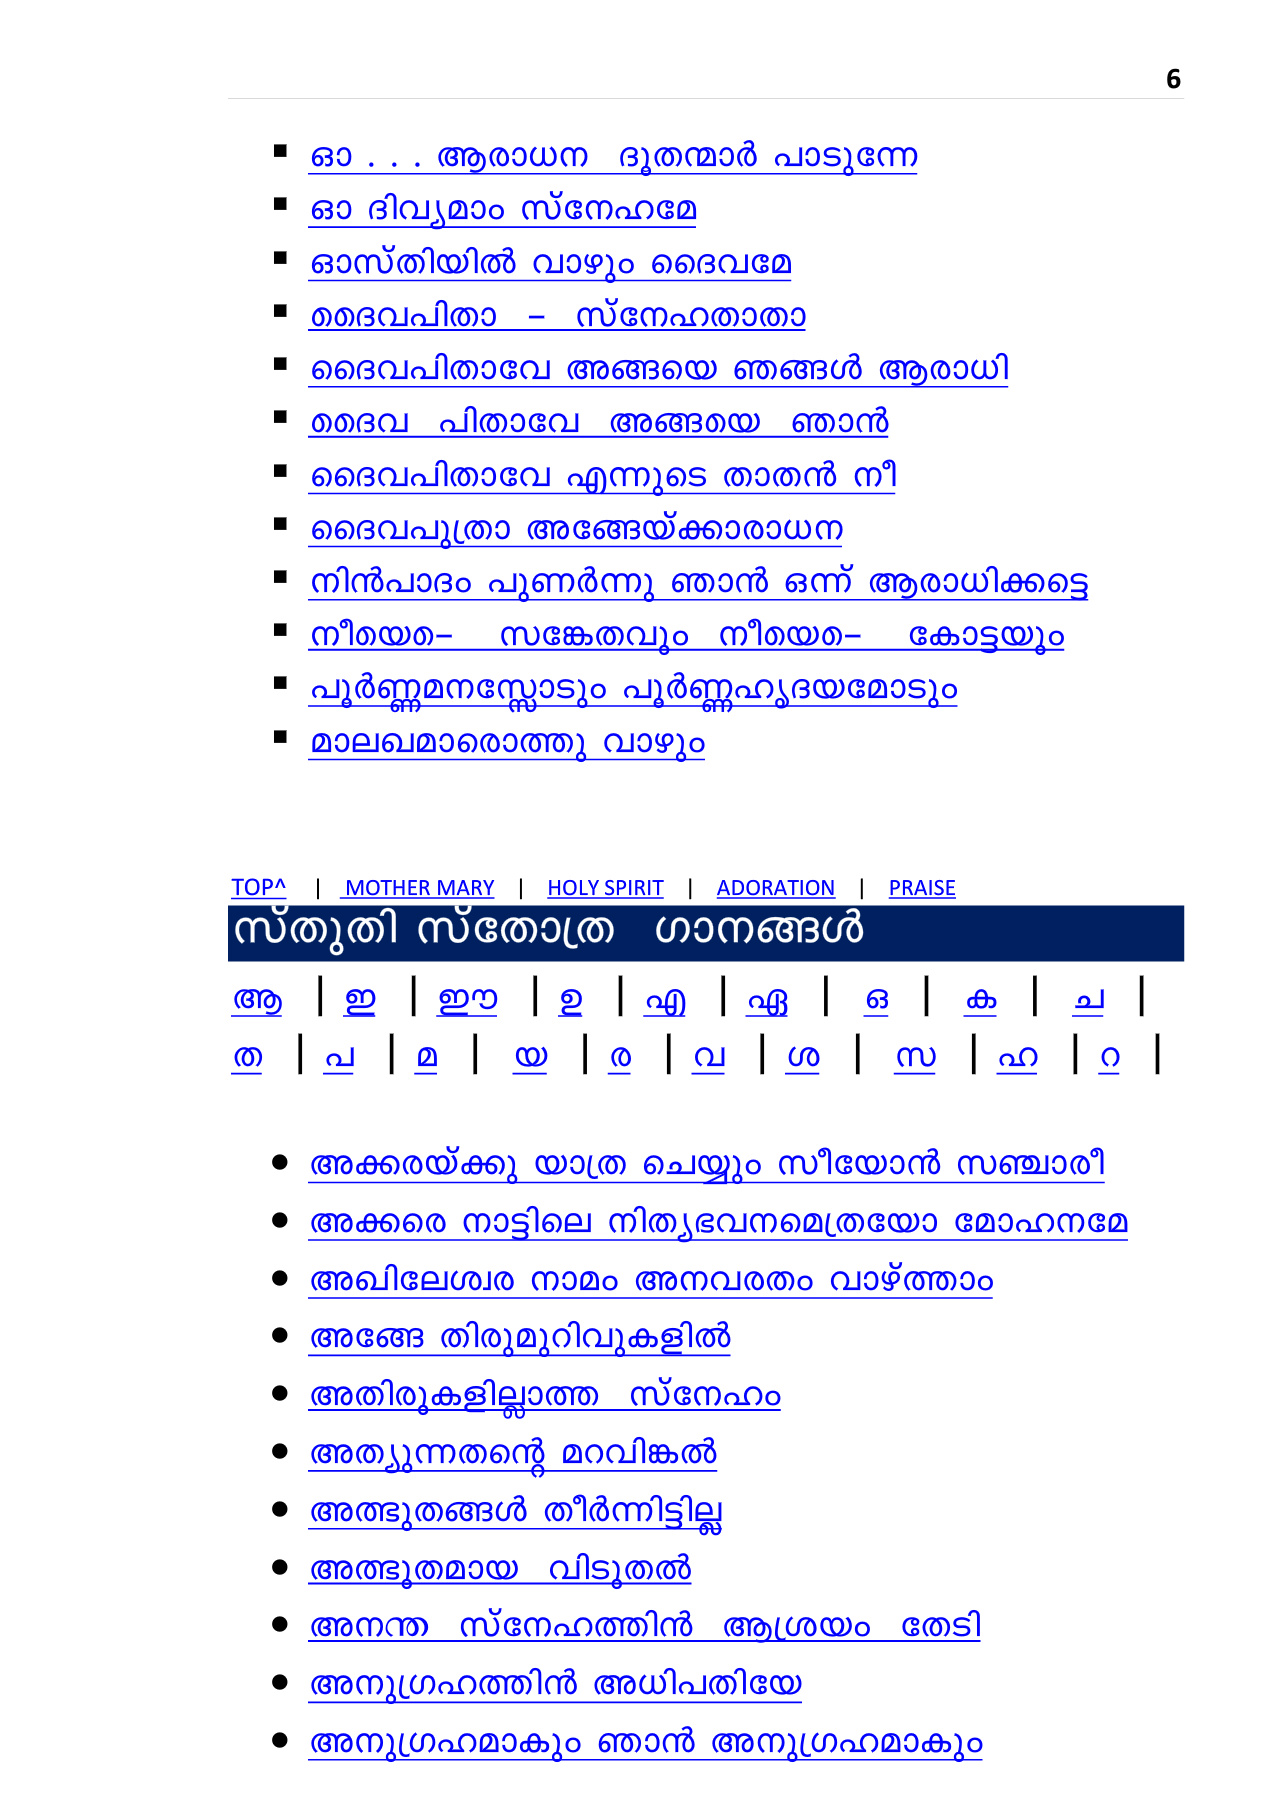 6
▪ ഓ . . . ആരാധന ദൂതന്മാർ പാടുന്നേ
▪ ഓ ദിവ്യമാം സ്നേഹമേ
▪ ഓസ്തിയിൽ വാഴും ദൈവമേ
▪ ദൈവപിതാ – സ്നേഹതാതാ
▪ ദൈവപിതാവേ അങ്ങയെ ഞങ്ങൾ ആരാധി
▪ ദൈവ പിതാവേ അങ്ങയെ ഞാൻ
▪ ദൈവപിതാവേ എന്നുടെ താതൻ നീ
▪ ദൈവപുത്രാ അങ്ങേയ്ക്കാരാധന
▪ നിൻപാദം പുണർന്നു ഞാൻ ഒന്ന് ആരാധിക്കട്ടെ
▪ സങ്കേതവും കോട്ടയും
▪ പൂർണ്ണമനസ്സോടും പൂർണ്ണഹൃദയമോടും
▪ മാലഖമാരൊത്തു വാഴും
TOP^ | MOTHER MARY | HOLY SPIRIT | ADORATION | PRAISE
സ്തുതി സ്തോത്ര ഗാനങ്ങൾ
ആ | ഇ | ഈ | ഉ | എ | ഏ | ഒ | ക | ച |
ത | പ | മ | യ | ര | വ | ശ | സ | ഹ | റ |
● അക്കരയ്ക്കു യാത്ര ചെയ്യും സീയോൻ സഞ്ചാരീ
● അക്കരെ നാട്ടിലെ നിത്യഭവനമെത്രയോ മോഹനമേ
● അഖിലേശ്വര നാമം അനവരതം വാഴ്ത്താം
● അങ്ങേ തിരുമുറിവുകളിൽ
● അതിരുകളില്ലാത്ത സ്നേഹം
● അത്യുന്നതന്റെ മറവിങ്കൽ
● അത്ഭുതങ്ങൾ തീർന്നിട്ടില്ല
● അത്ഭുതമായ വിടുതൽ
● അനന്ത സ്നേഹത്തിൻ ആശ്രയം തേടി
● അനുഗ്രഹത്തിൻ അധിപതിയേ
● അനുഗ്രഹമാകും ഞാൻ അനുഗ്രഹമാകും